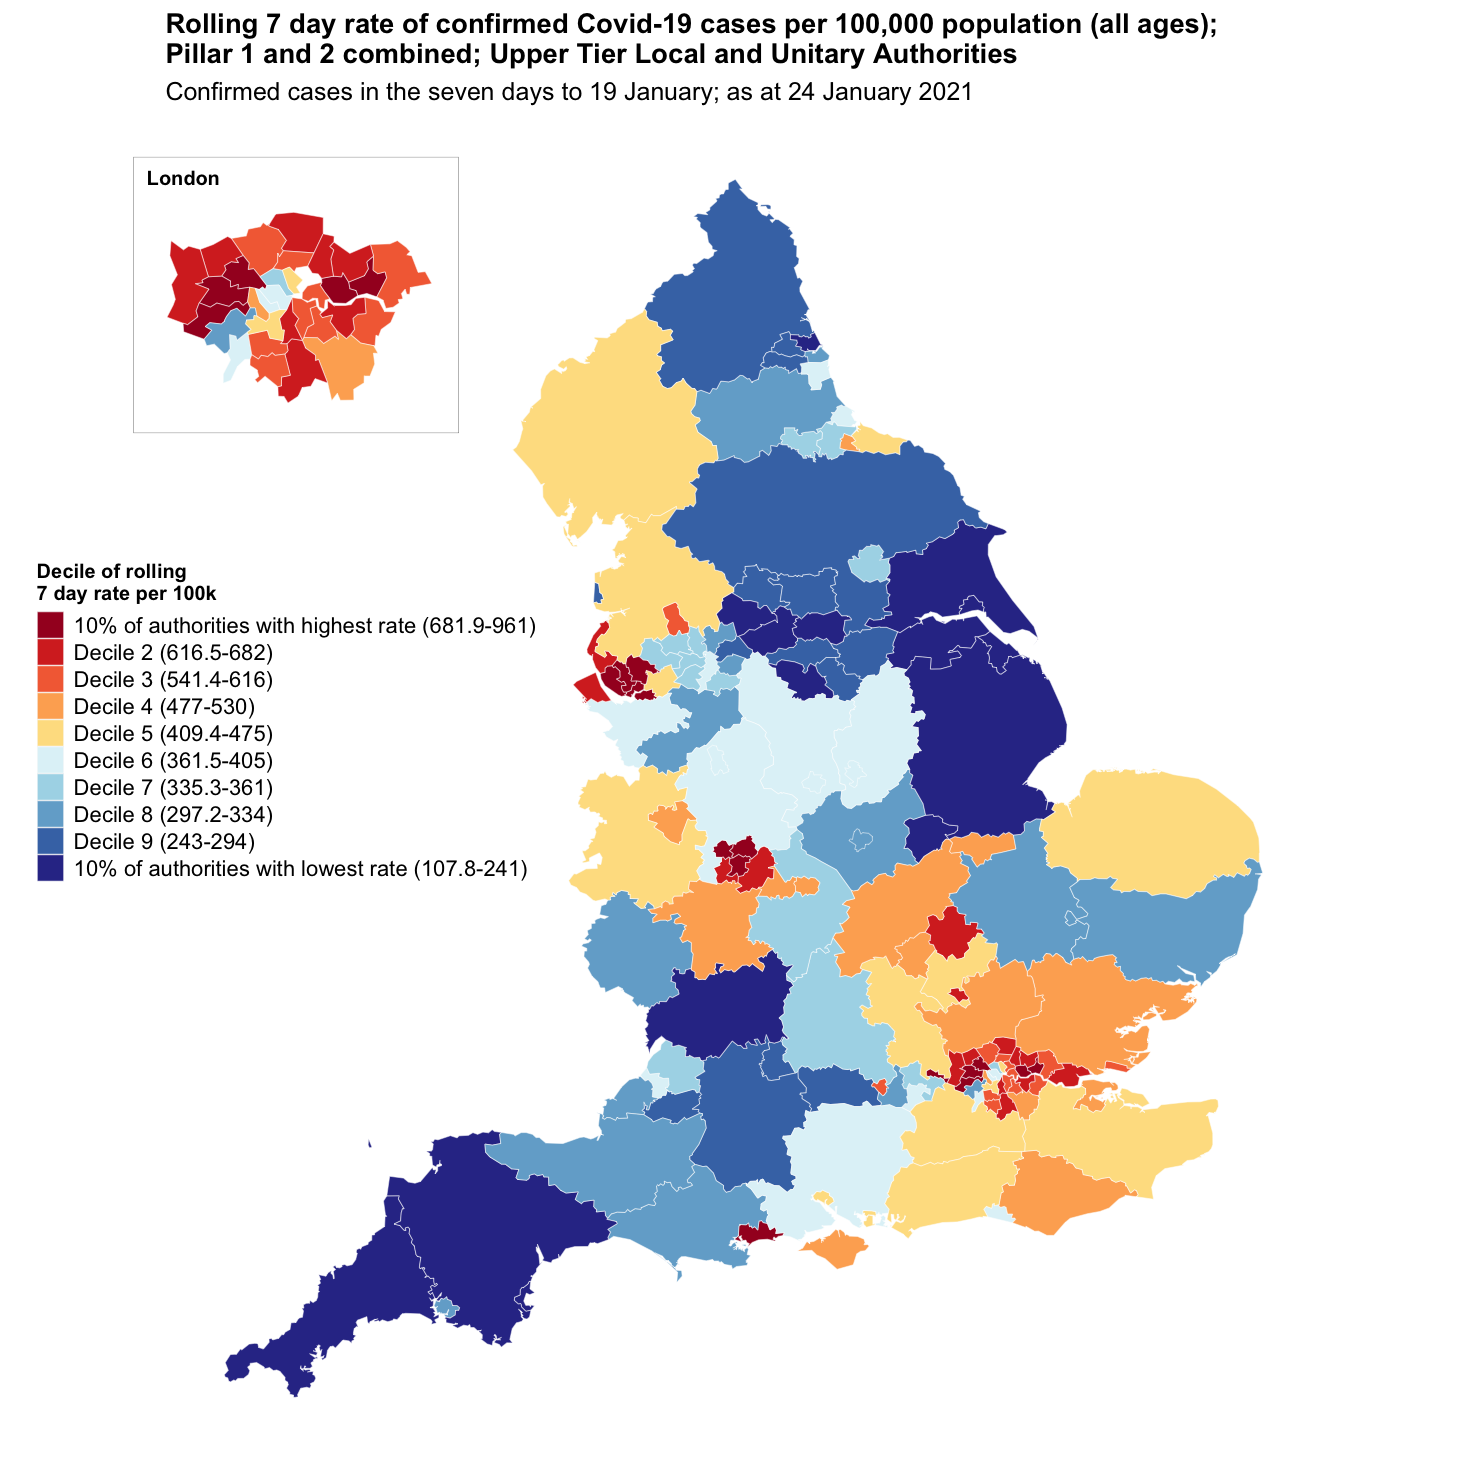 Rolling 7 day rate of confirmed Covid-19 cases per 100,000 population (all ages);
Pillar 1 and 2 combined; Upper Tier Local and Unitary Authorities
Confirmed cases in the seven days to 19 January; as at 24 January 2021
London
Decile of rolling
7 day rate per 100k
10% of authorities with highest rate (681.9-961)
Decile 2 (616.5-682)
Decile 3 (541.4-616)
Decile 4 (477-530)
Decile 5 (409.4-475)
Decile 6 (361.5-405)
Decile 7 (335.3-361)
Decile 8 (297.2-334)
Decile 9 (243-294)
10% of authorities with lowest rate (107.8-241)